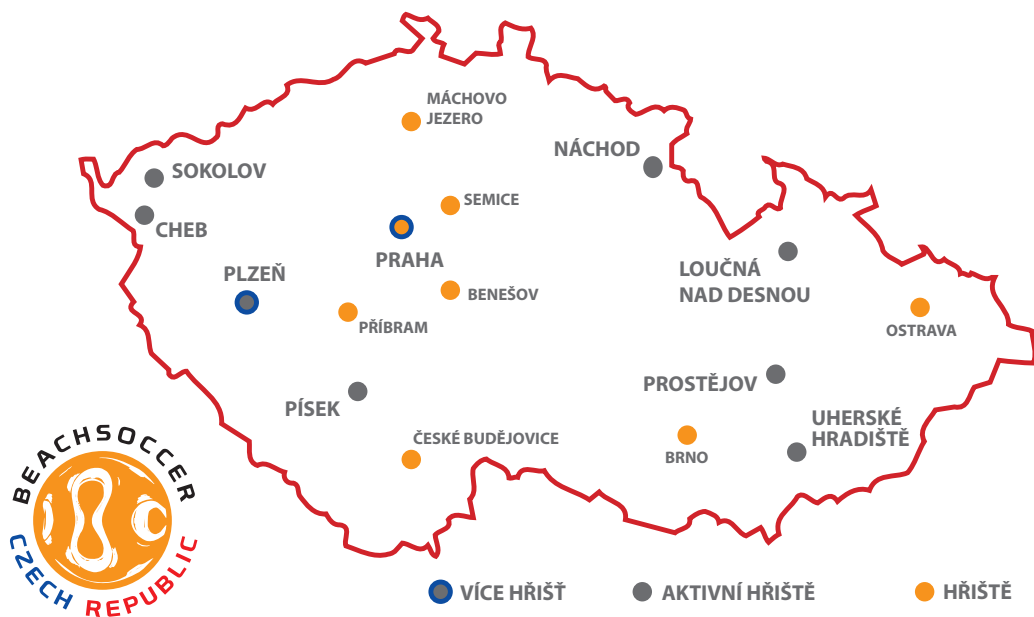 MÁCHOVO
JEZERO
NÁCHOD
SOKOLOV
SEMICE
CHEB
PRAHA
LOUČNÁ
NAD DESNOU
PLZEŇ
BENEŠOV
PŘÍBRAM
OSTRAVA
PROSTĚJOV
PÍSEK
UHERSKÉ
HRADIŠTĚ
ČESKÉ BUDĚJOVICE
BRNO
BEACHSOCCER
CZECH REPUBLIC
VÍCE HŘIŠŤ
AKTIVNÍ HŘIŠTĚ
HŘIŠTĚ